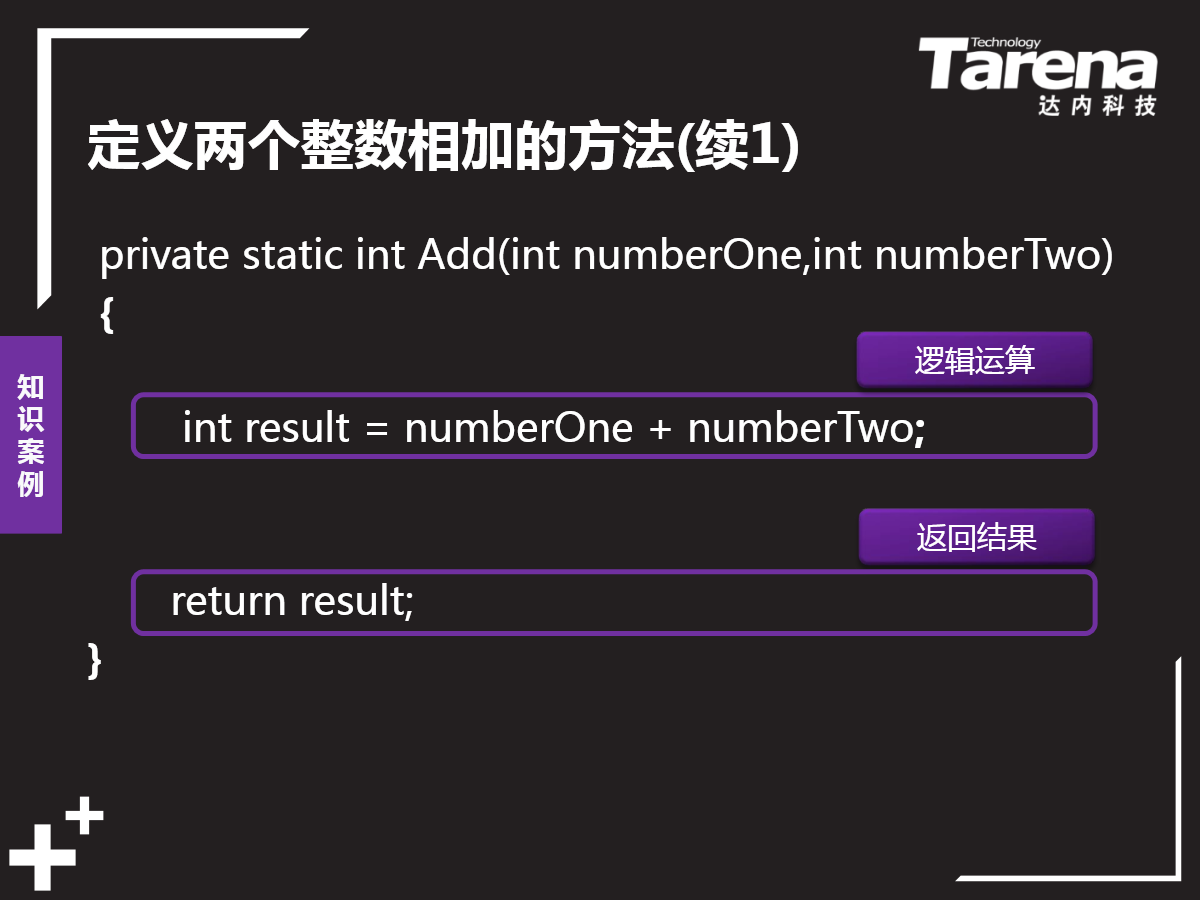 Technology
Tarena
达内科技
定义两个整数相加的方法(续1)
private static int Add(int numberOne,int numberTwo)
{
逻辑运算
int result = numberOne + numberTwo;
返回结果
return result;
}
知识案例